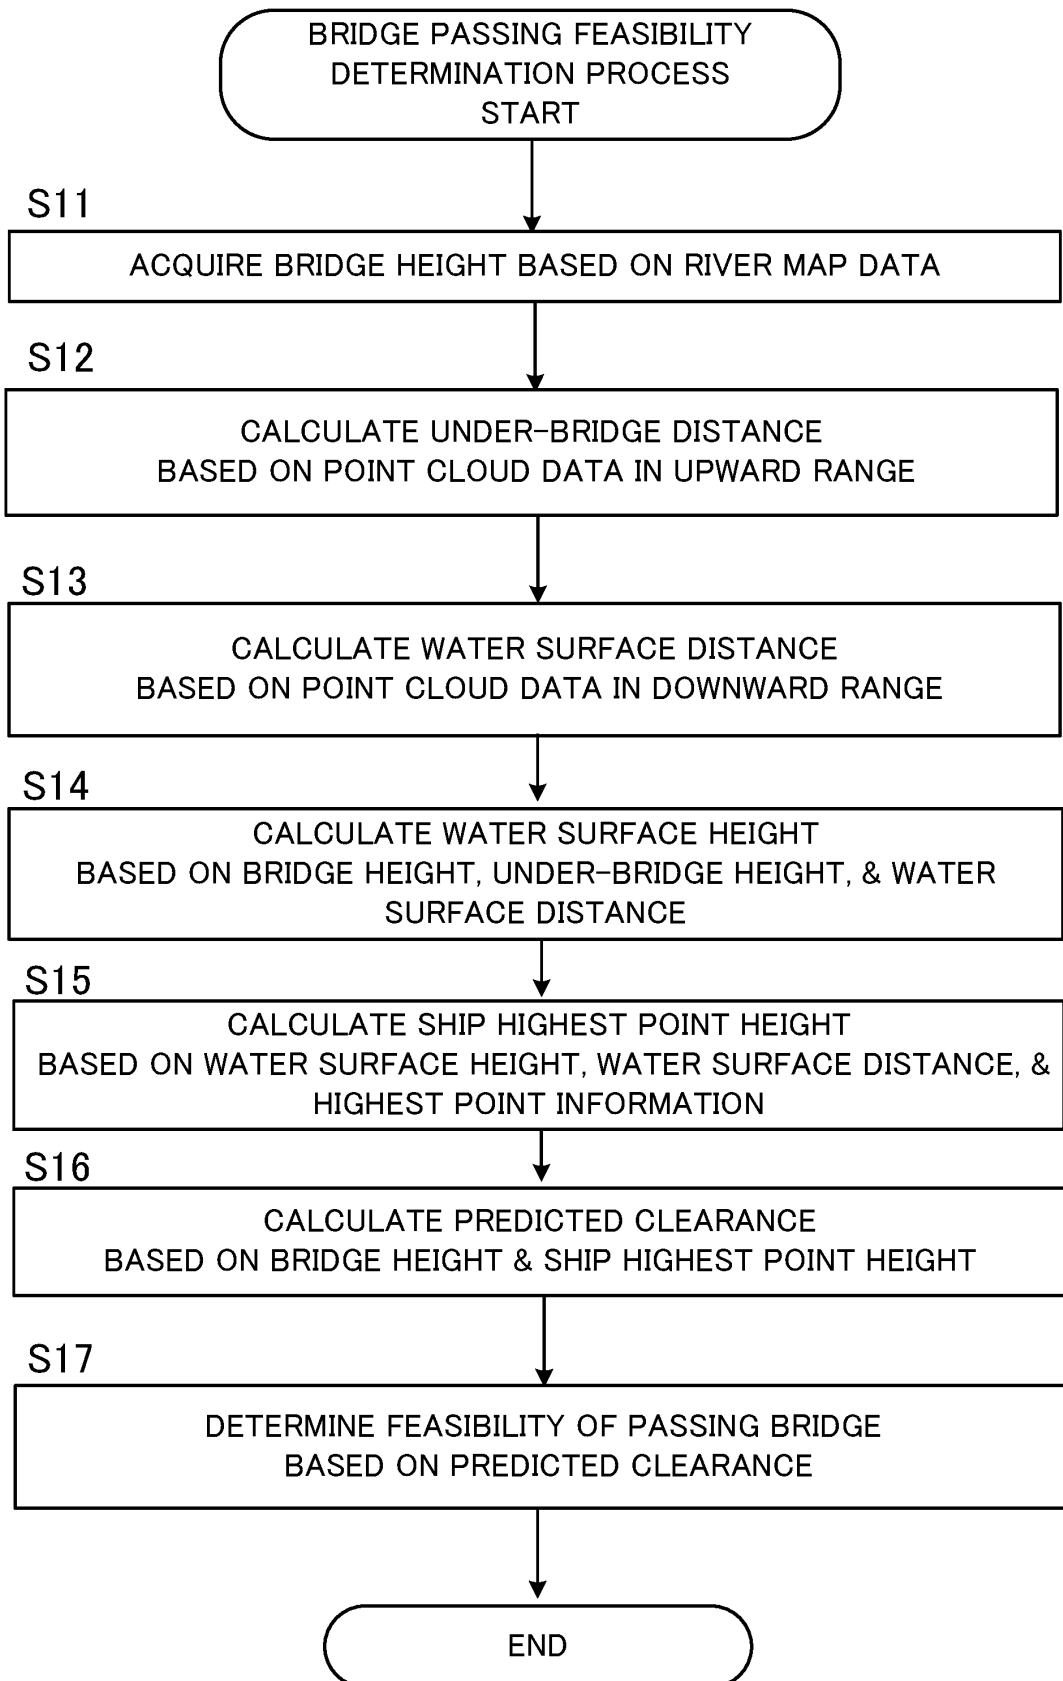 BRIDGE PASSING FEASIBILITY
DETERMINATION PROCESS
START
S11
ACQUIRE BRIDGE HEIGHT BASED ON RIVER MAP DATA
S12
CALCULATE UNDER-BRIDGE DISTANCE
BASED ON POINT CLOUD DATA IN UPWARD RANGE
S13
CALCULATE WATER SURFACE DISTANCE
BASED ON POINT CLOUD DATA IN DOWNWARD RANGE
S14
CALCULATE WATER SURFACE HEIGHT
BASED ON BRIDGE HEIGHT, UNDER-BRIDGE HEIGHT, & WATER
SURFACE DISTANCE
S15
CALCULATE SHIP HIGHEST POINT HEIGHT
BASED ON WATER SURFACE HEIGHT, WATER SURFACE DISTANCE, &
HIGHEST POINT INFORMATION
S16
CALCULATE PREDICTED CLEARANCE
BASED ON BRIDGE HEIGHT & SHIP HIGHEST POINT HEIGHT
S17
DETERMINE FEASIBILITY OF PASSING BRIDGE
BASED ON PREDICTED CLEARANCE
END